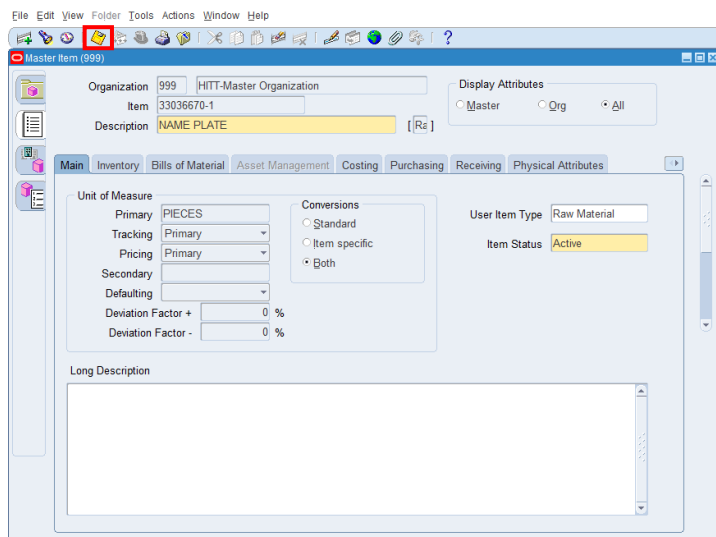 File Edit View Folder Tools Actions Window Help
Master Item (999)
Organization 999 HITT-Master Organization
Item 33036670-1
Description NAME PLATE [ Ra ]
Display Attributes
Master Org All
Main Inventory Bills of Material Asset Management Costing Purchasing Receiving Physical Attributes
Unit of Measure
Primary PIECES
Tracking Primary
Pricing Primary
Secondary
Defaulting
Deviation Factor + 0 %
Deviation Factor - 0 %
Conversions
Standard
Item specific
Both
User Item Type Raw Material
Item Status Active
Long Description